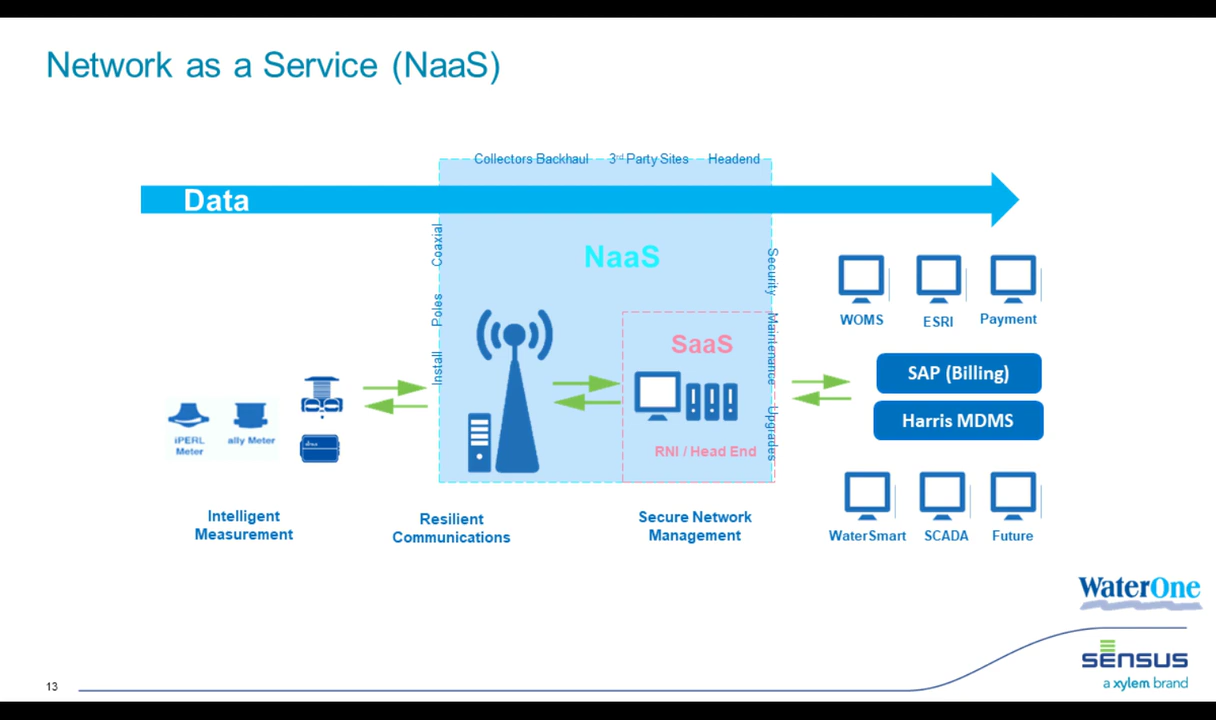 Network as a Service (NaaS)
Collectors Backhaul 3rd Party Sites Headend
Data
Install Poles Coaxial
NaaS
Security Maintenance Upgrades
SaaS
RNI / Head End
iPERL
Meter
ally Meter
WOMS
ESRI
Payment
SAP (Billing)
Harris MDMS
WaterSmart
SCADA
Future
Intelligent
Measurement
Resilient
Communications
Secure Network
Management
WaterOne
sensus
a xylem brand
13